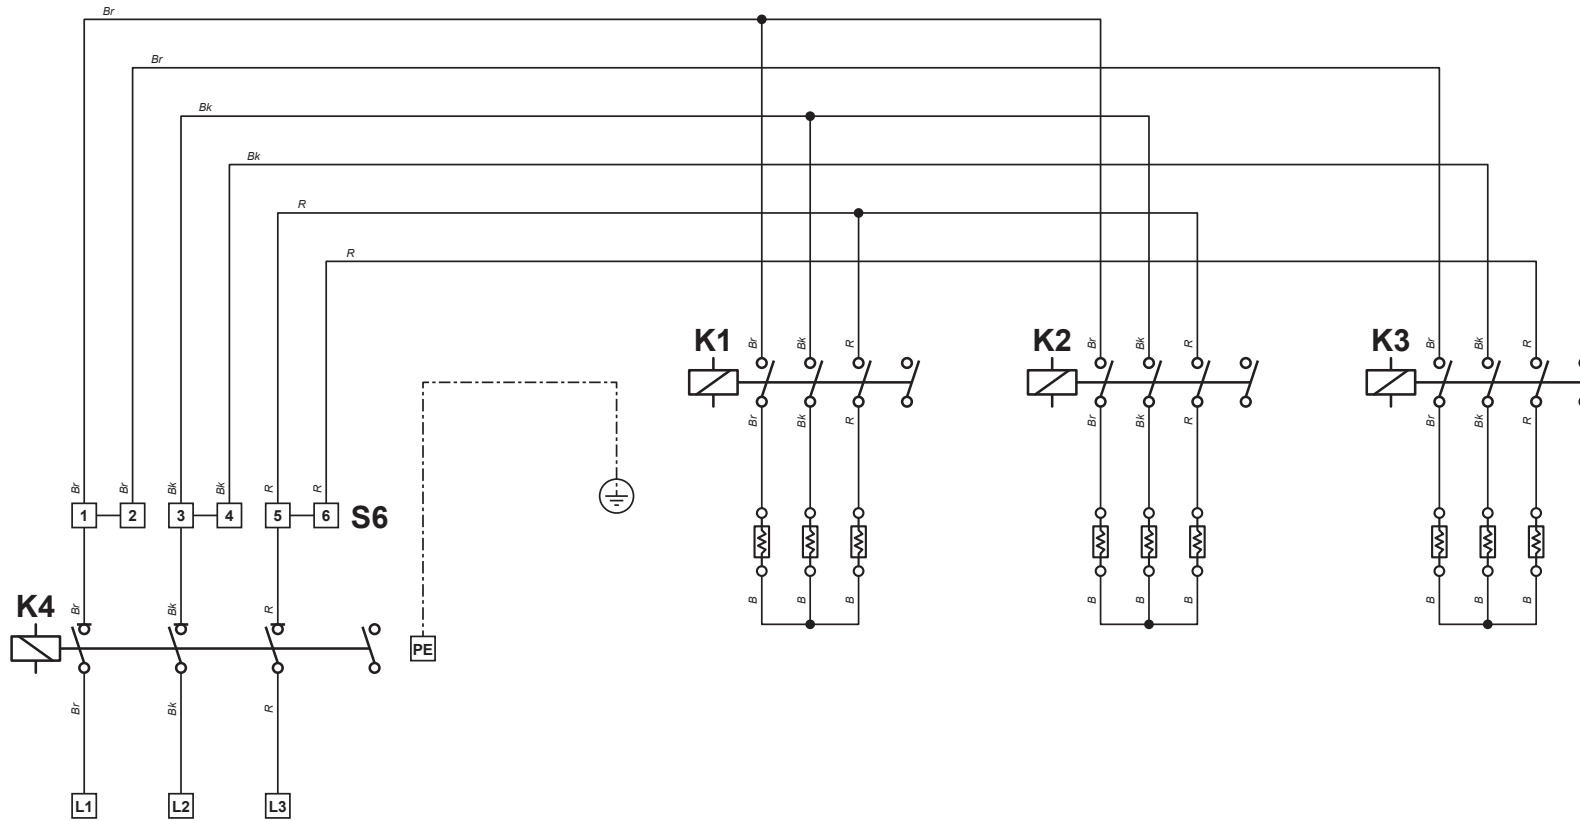 Br
Br
Bk
Bk
R
R
K1 Br Bk R
K2 Br Bk R
K3 Br Bk R
Br Bk R
Br Bk R
Br Bk R
Br Br Bk Bk R R
1 2 3 4 5 6 S6
B B B
B B B
B B B
K4 Br Bk R
PE
Br Bk R
L1 L2 L3